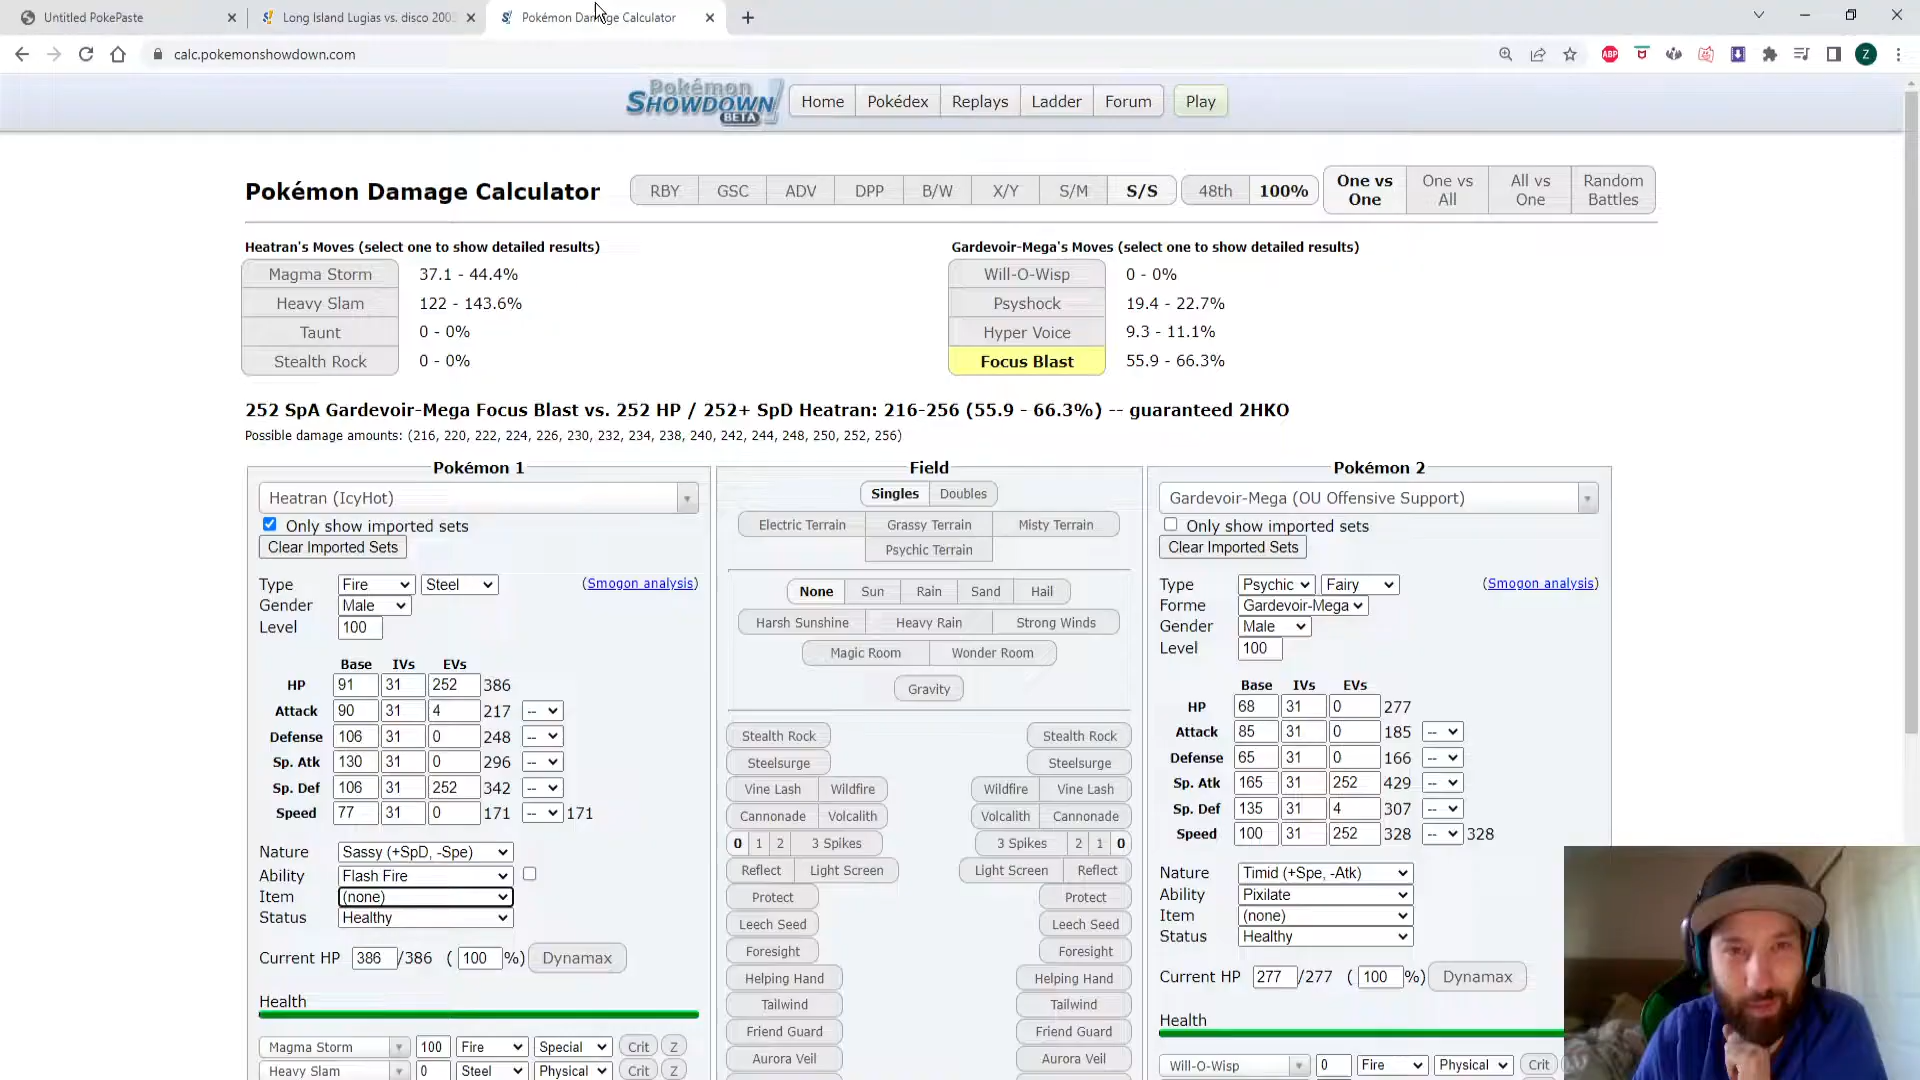 Untitled PokePaste
Long Island Lugias vs. disco 200
Pokémon Damage Calculator
calc.pokemonshowdown.com
ABP
Z
Pokémon SHOWDOWN! BETA
Home Pokédex Replays Ladder Forum Play
Pokémon Damage Calculator
RBY GSC ADV DPP B/W X/Y S/M S/S
48th 100%
One vs One
One vs All
All vs One
Random Battles
Heatran's Moves (select one to show detailed results)
Magma Storm 37.1 - 44.4%
Heavy Slam 122 - 143.6%
Taunt 0 - 0%
Stealth Rock 0 - 0%
Gardevoir-Mega's Moves (select one to show detailed results)
Will-O-Wisp 0 - 0%
Psyshock 19.4 - 22.7%
Hyper Voice 9.3 - 11.1%
Focus Blast 55.9 - 66.3%
252 SpA Gardevoir-Mega Focus Blast vs. 252 HP / 252+ SpD Heatran: 216-256 (55.9 - 66.3%) -- guaranteed 2HKO
Possible damage amounts: (216, 220, 222, 224, 226, 230, 232, 234, 238, 240, 242, 244, 248, 250, 252, 256)
Pokémon 1
Heatran (IcyHot)
Only show imported sets
Clear Imported Sets
Type Fire Steel (Smogon analysis)
Gender Male
Level 100
Base IVs EVs
HP 91 31 252 386
Attack 90 31 4 217 --
Defense 106 31 0 248 --
Sp. Atk 130 31 0 296 --
Sp. Def 106 31 252 342 --
Speed 77 31 0 171 -- 171
Nature Sassy (+SpD, -Spe)
Ability Flash Fire
Item (none)
Status Healthy
Current HP 386 /386 ( 100 %) Dynamax
Health
Magma Storm 100 Fire Special Crit Z
Heavy Slam 0 Steel Physical Crit Z
Field
Singles Doubles
Electric Terrain Grassy Terrain Misty Terrain
Psychic Terrain
None Sun Rain Sand Hail
Harsh Sunshine Heavy Rain Strong Winds
Magic Room Wonder Room
Gravity
Stealth Rock Stealth Rock
Steelsurge Steelsurge
Vine Lash Wildfire Wildfire Vine Lash
Cannonade Volcalith Volcalith Cannonade
0 1 2 3 Spikes 3 Spikes 2 1 0
Reflect Light Screen Light Screen Reflect
Protect Protect
Leech Seed Leech Seed
Foresight Foresight
Helping Hand Helping Hand
Tailwind Tailwind
Friend Guard Friend Guard
Aurora Veil Aurora Veil
Pokémon 2
Gardevoir-Mega (OU Offensive Support)
Only show imported sets
Clear Imported Sets
Type Psychic Fairy (Smogon analysis)
Forme Gardevoir-Mega
Gender Male
Level 100
Base IVs EVs
HP 68 31 0 277
Attack 85 31 0 185 --
Defense 65 31 0 166 --
Sp. Atk 165 31 252 429 --
Sp. Def 135 31 4 307 --
Speed 100 31 252 328 -- 328
Nature Timid (+Spe, -Atk)
Ability Pixilate
Item (none)
Status Healthy
Current HP 277 /277 ( 100 %) Dynamax
Health
Will-O-Wisp 0 Fire Physical Crit